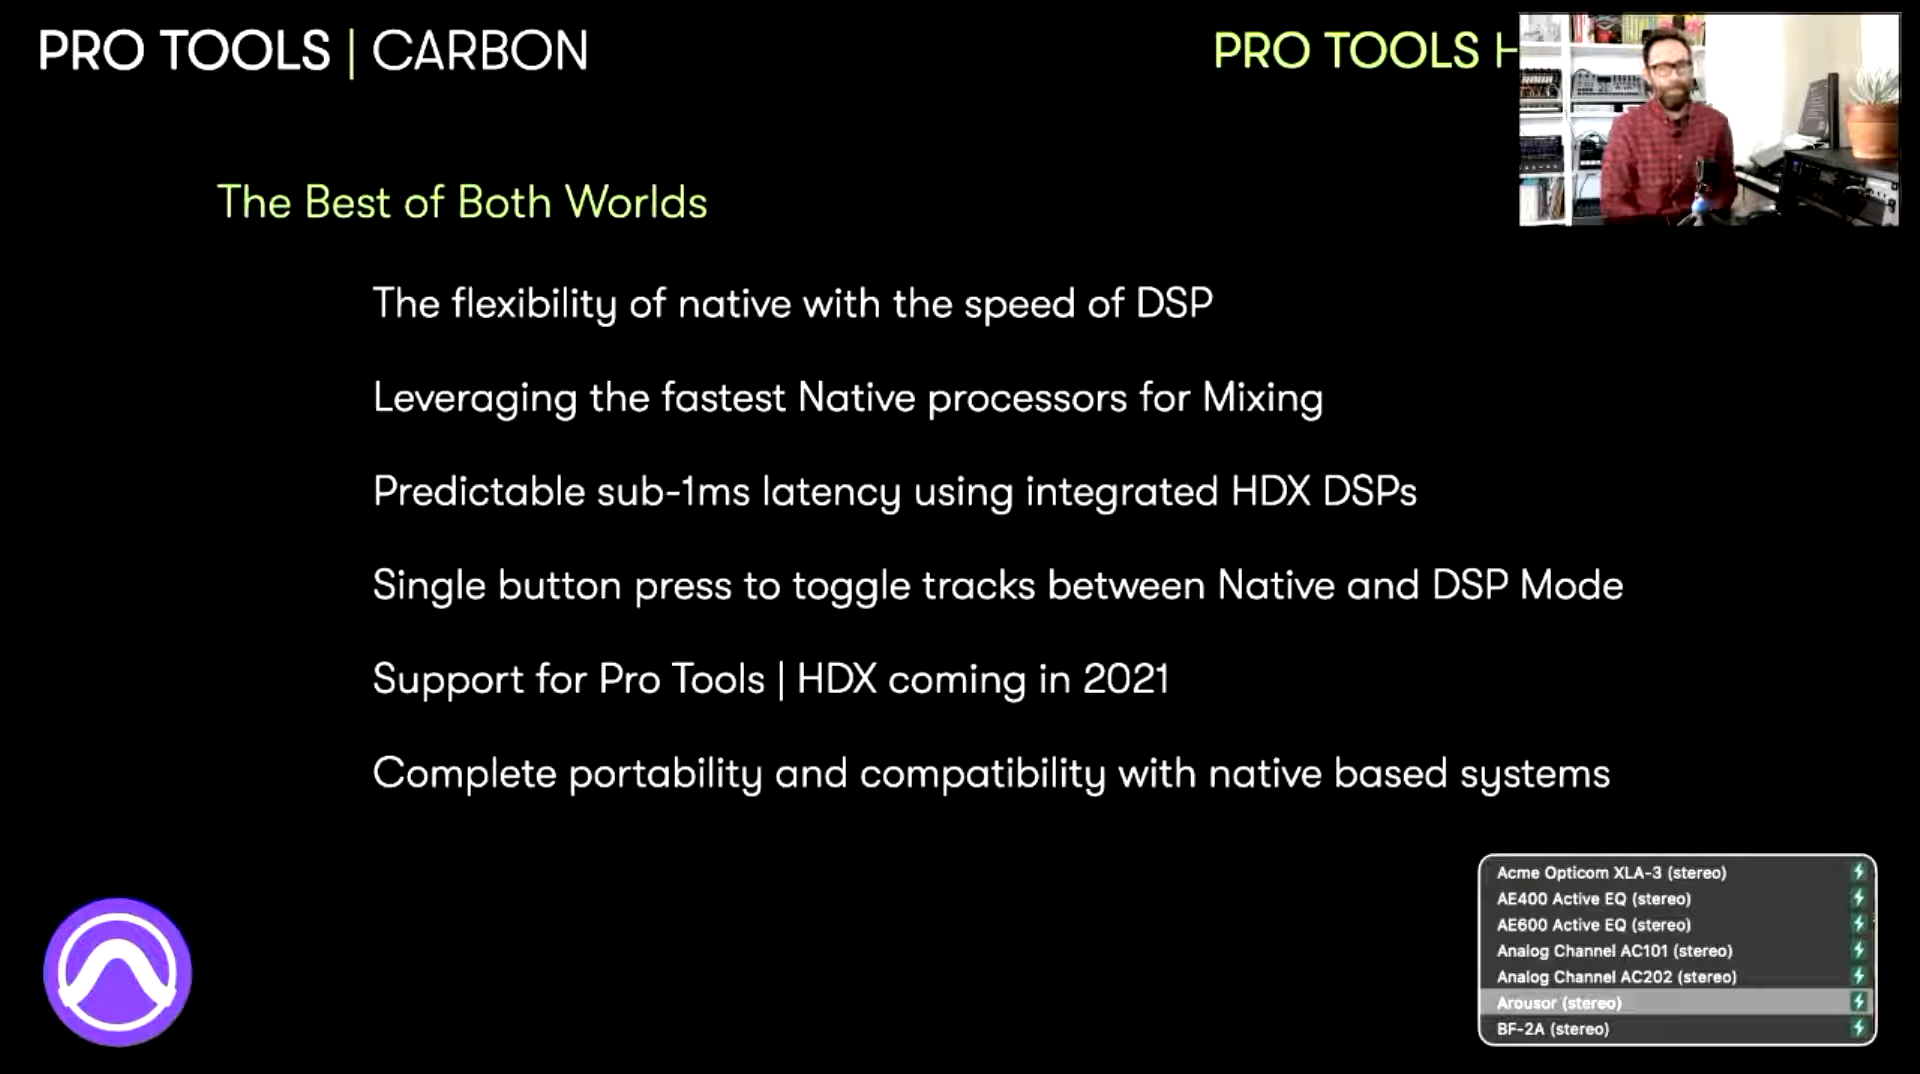 PRO TOOLS | CARBON
PRO TOOLS
The Best of Both Worlds
The flexibility of native with the speed of DSP
Leveraging the fastest Native processors for Mixing
Predictable sub-1ms latency using integrated HDX DSPs
Single button press to toggle tracks between Native and DSP Mode
Support for Pro Tools | HDX coming in 2021
Complete portability and compatibility with native based systems
Acme Opticom XLA-3 (stereo)
AE400 Active EQ (stereo)
AE600 Active EQ (stereo)
Analog Channel AC101 (stereo)
Analog Channel AC202 (stereo)
Arousor (stereo)
BF-2A (stereo)